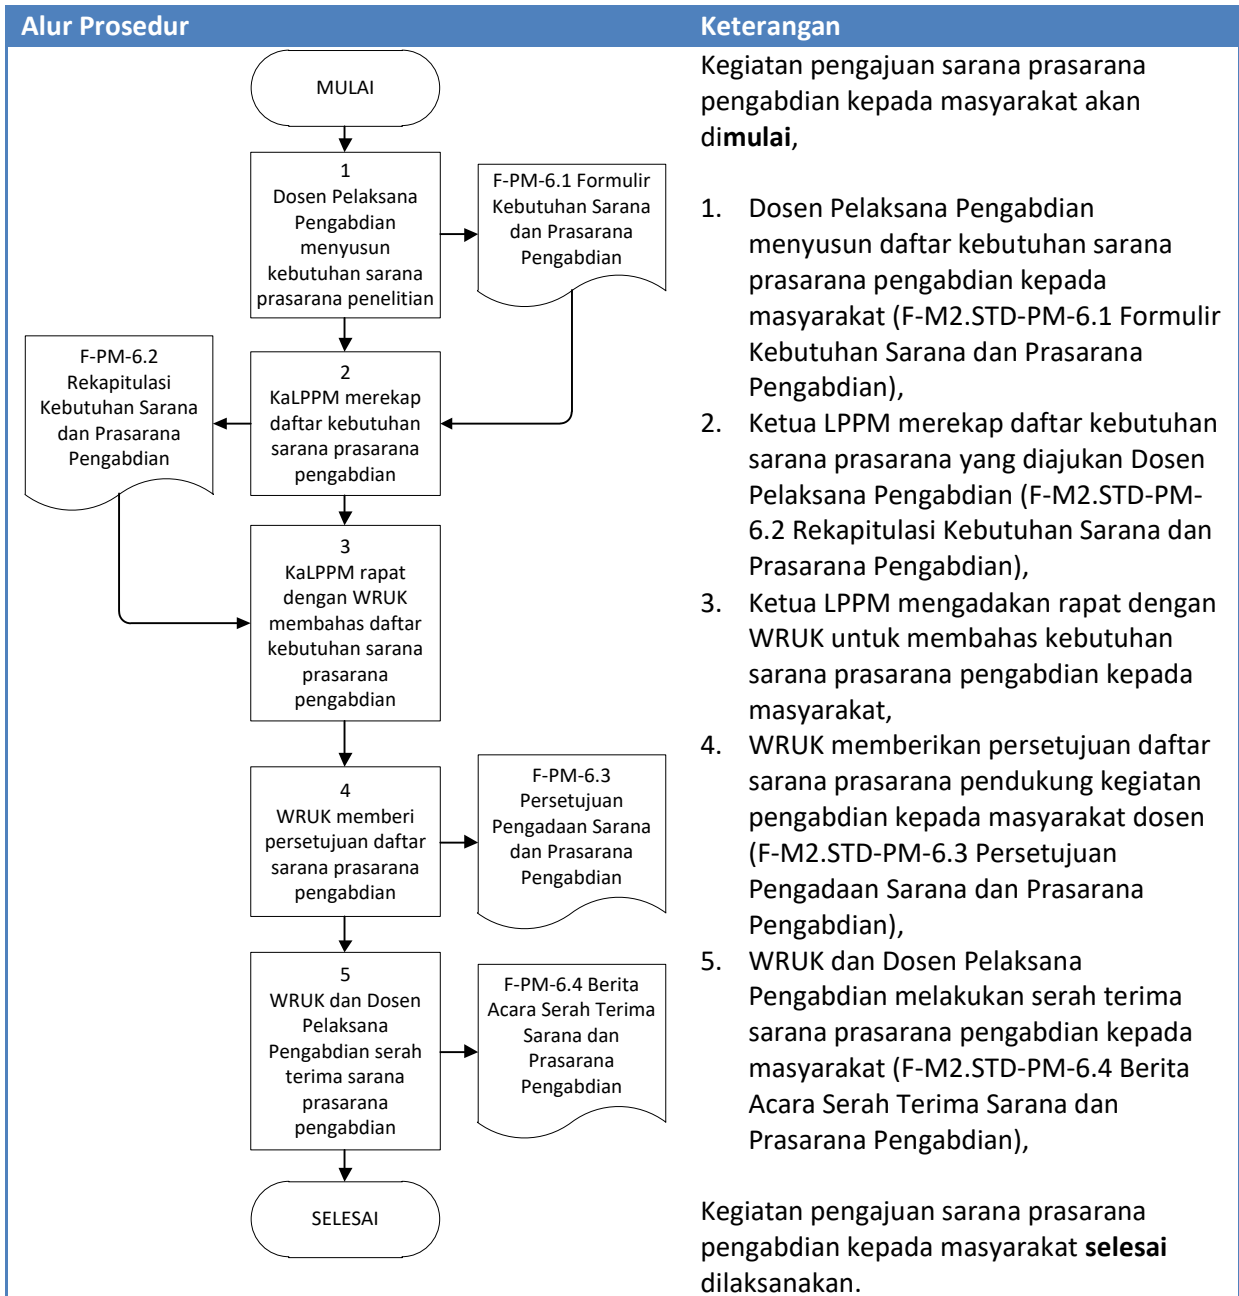 Alur Prosedur
Keterangan
MULAI
1
Dosen Pelaksana
Pengabdian
menyusun
kebutuhan sarana
prasarana penelitian
F-PM-6.1 Formulir
Kebutuhan Sarana
dan Prasarana
Pengabdian
F-PM-6.2
Rekapitulasi
Kebutuhan Sarana
dan Prasarana
Pengabdian
2
KaLPPM merekap
daftar kebutuhan
sarana prasarana
pengabdian
3
KaLPPM rapat
dengan WRUK
membahas daftar
kebutuhan sarana
prasarana
pengabdian
4
WRUK memberi
persetujuan daftar
sarana prasarana
pengabdian
F-PM-6.3
Persetujuan
Pengadaan Sarana
dan Prasarana
Pengabdian
5
WRUK dan Dosen
Pelaksana
Pengabdian serah
terima sarana
prasarana
pengabdian
F-PM-6.4 Berita
Acara Serah Terima
Sarana dan
Prasarana
Pengabdian
SELESAI
Kegiatan pengajuan sarana prasarana
pengabdian kepada masyarakat akan
dimulai,
1. Dosen Pelaksana Pengabdian
menyusun daftar kebutuhan sarana
prasarana pengabdian kepada
masyarakat (F-M2.STD-PM-6.1 Formulir
Kebutuhan Sarana dan Prasarana
Pengabdian),
2. Ketua LPPM merekap daftar kebutuhan
sarana prasarana yang diajukan Dosen
Pelaksana Pengabdian (F-M2.STD-PM-
6.2 Rekapitulasi Kebutuhan Sarana dan
Prasarana Pengabdian),
3. Ketua LPPM mengadakan rapat dengan
WRUK untuk membahas kebutuhan
sarana prasarana pengabdian kepada
masyarakat,
4. WRUK memberikan persetujuan daftar
sarana prasarana pendukung kegiatan
pengabdian kepada masyarakat dosen
(F-M2.STD-PM-6.3 Persetujuan
Pengadaan Sarana dan Prasarana
Pengabdian),
5. WRUK dan Dosen Pelaksana
Pengabdian melakukan serah terima
sarana prasarana pengabdian kepada
masyarakat (F-M2.STD-PM-6.4 Berita
Acara Serah Terima Sarana dan
Prasarana Pengabdian),
Kegiatan pengajuan sarana prasarana
pengabdian kepada masyarakat selesai
dilaksanakan.